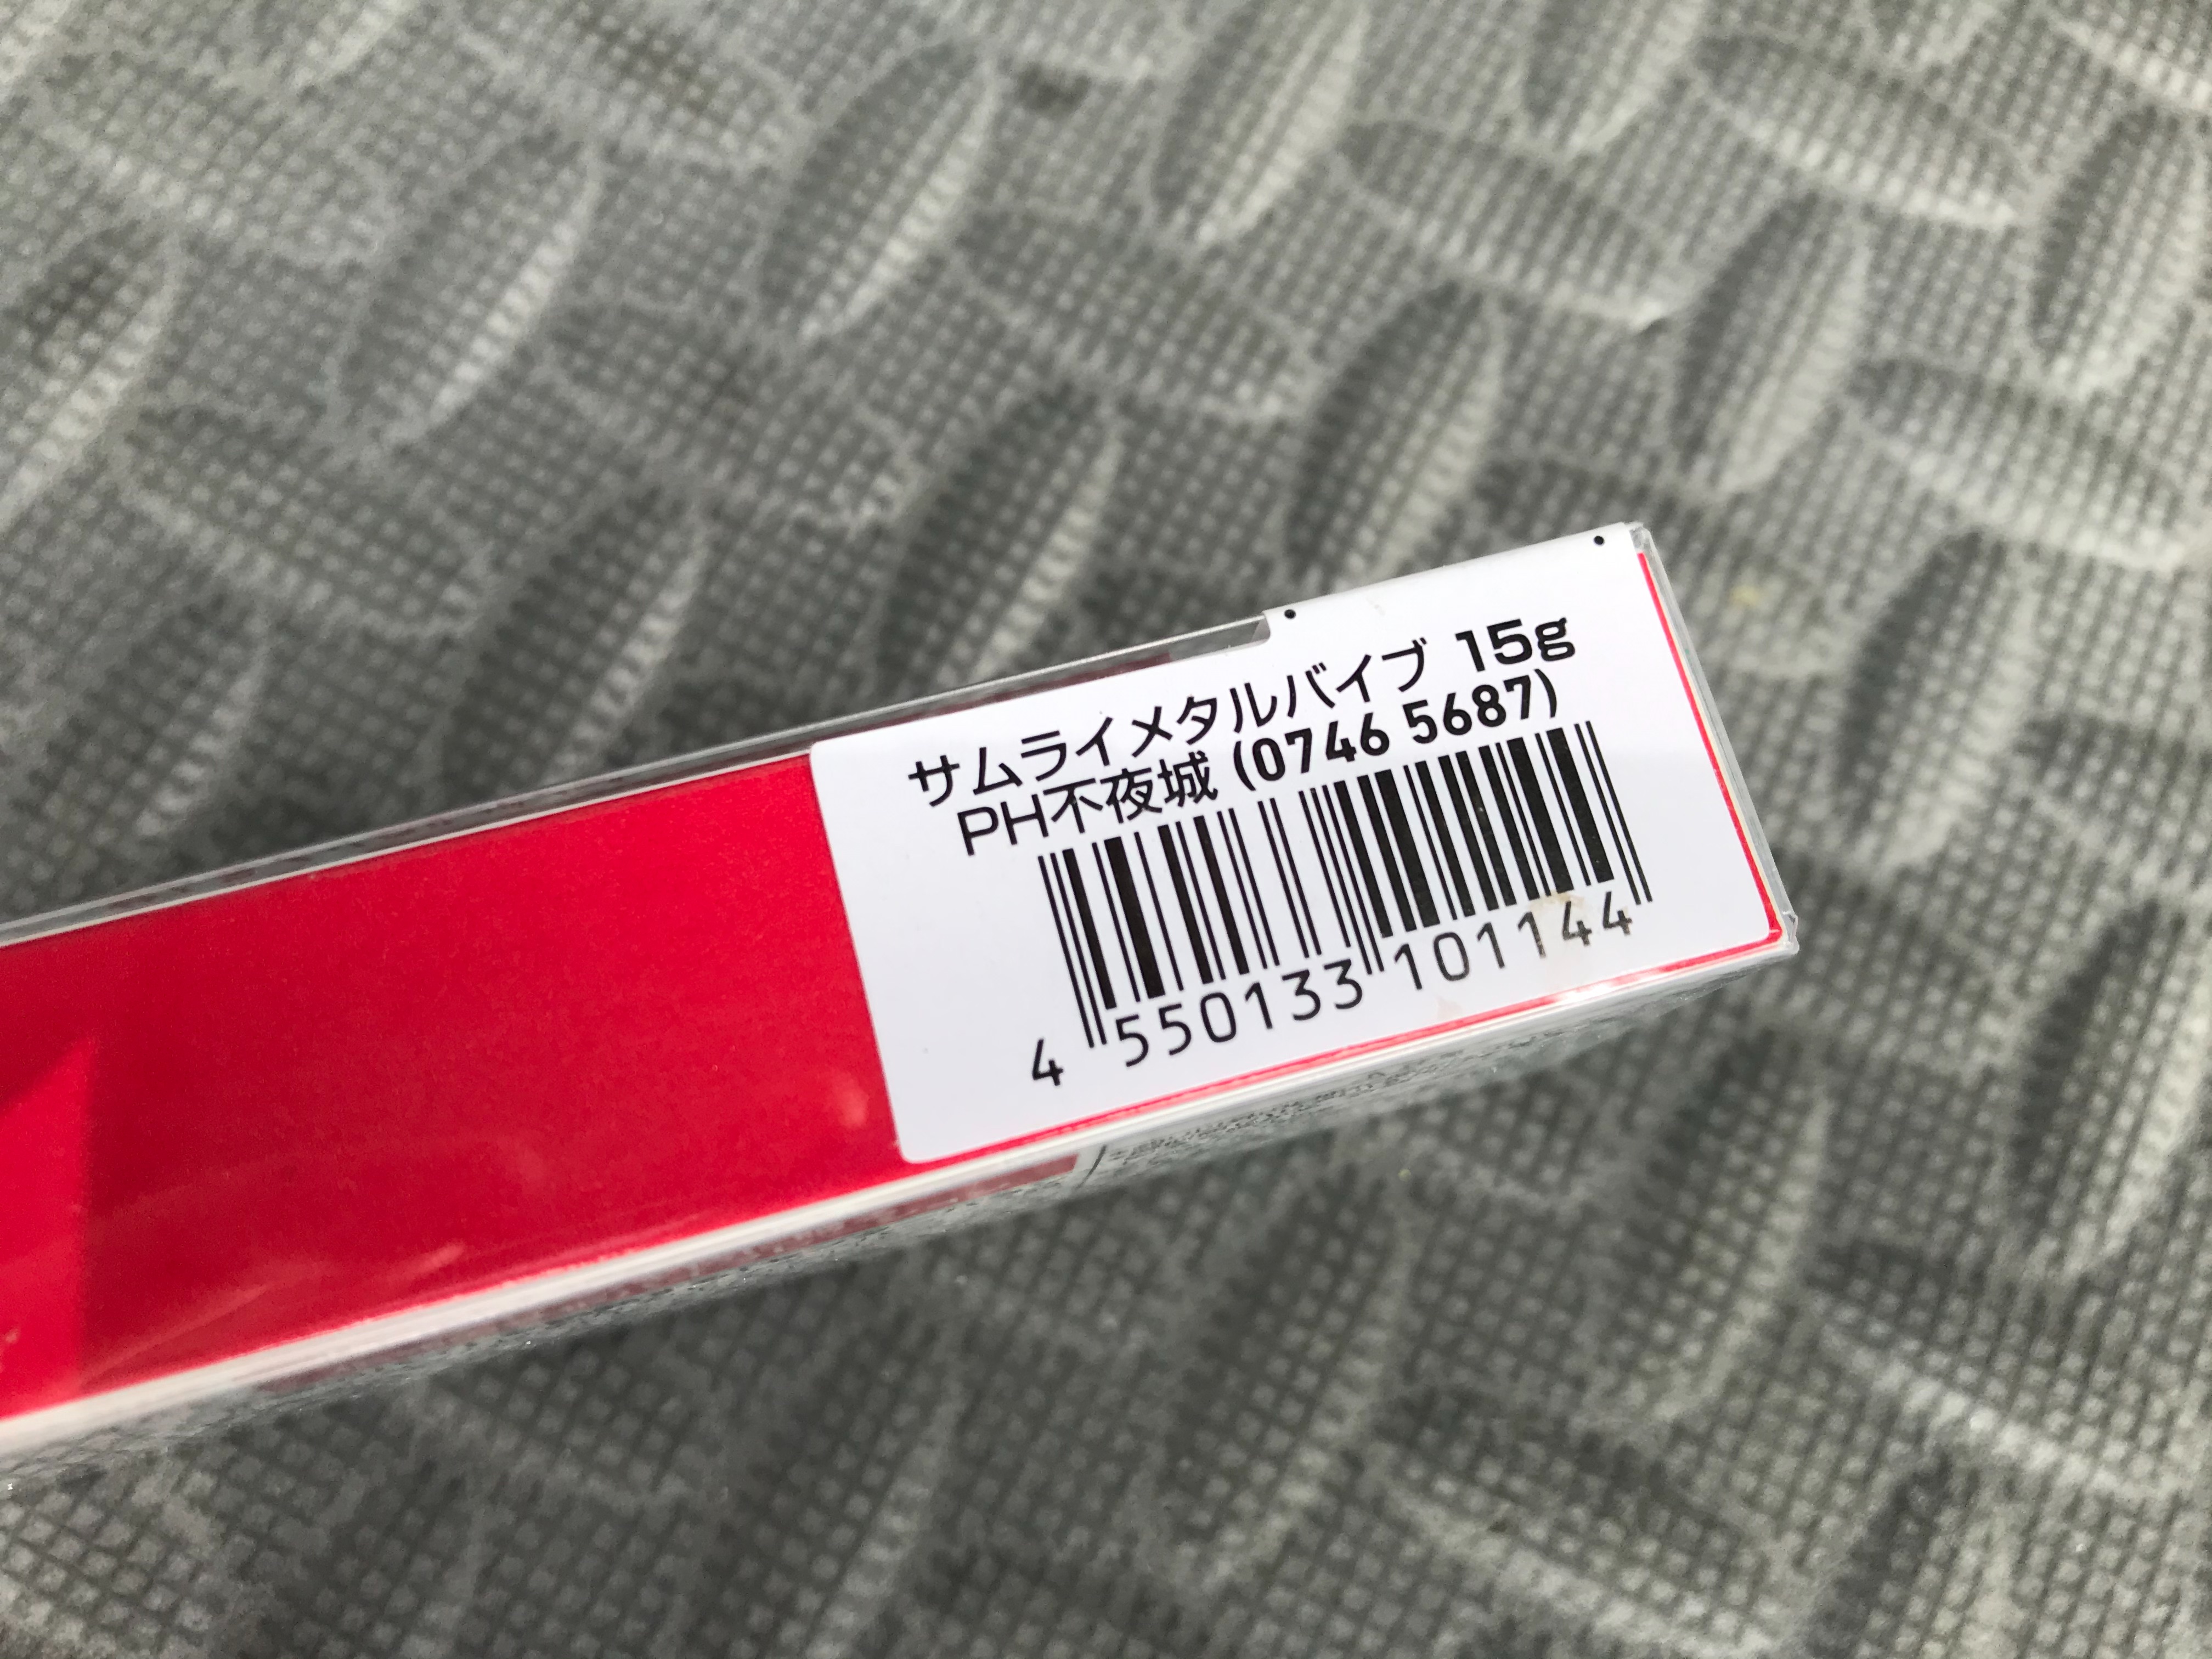 サムライメタルバイブ 15g
PH不夜城 (0746 5687)
4 550133 101144